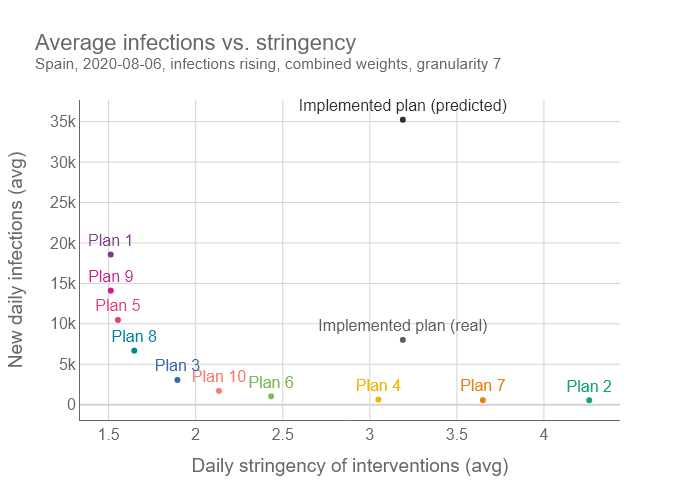 Average infections vs. stringency
Spain, 2020-08-06, infections rising, combined weights, granularity 7
Implemented plan (predicted)
35k
30k
25k
20k
15k
10k
5k
0
New daily infections (avg)
Plan 1
Plan 9
Plan 5
Plan 8
Implemented plan (real)
Plan 3
Plan 10
Plan 6
Plan 4
Plan 7
Plan 2
1.5
2
2.5
3
3.5
4
Daily stringency of interventions (avg)